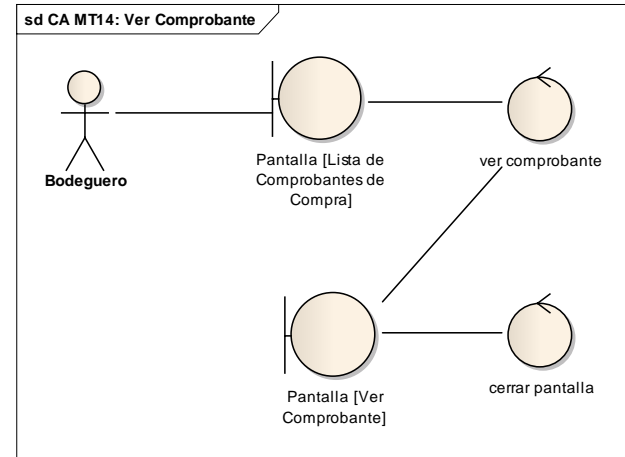 sd CA MT14: Ver Comprobante
Bodeguero
Pantalla [Lista de
Comprobantes de
Compra]
ver comprobante
Pantalla [Ver
Comprobante]
cerrar pantalla